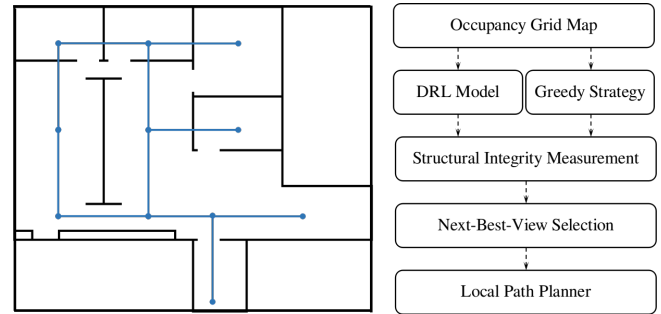 Occupancy Grid Map
DRL Model
Greedy Strategy
Structural Integrity Measurement
Next-Best-View Selection
Local Path Planner